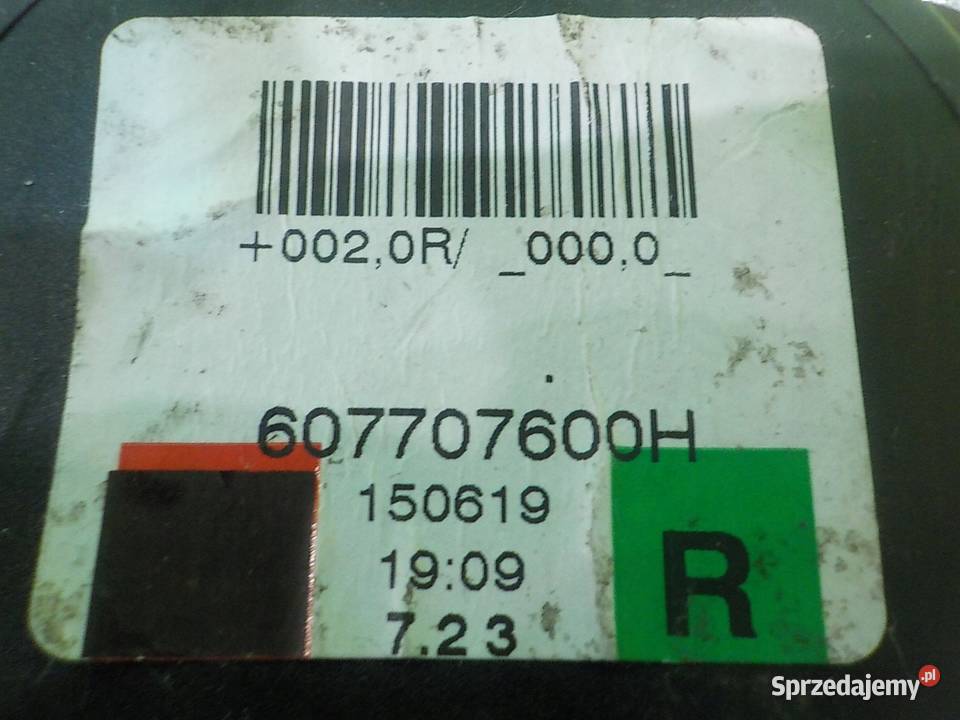 +002,0R/ _000,0_
607707600H
150619
19:09
7.23
R
Sprzedajemy.pl